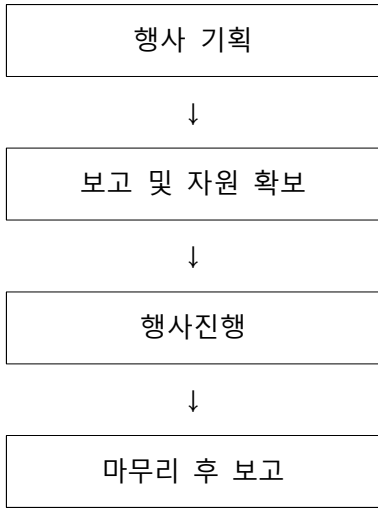 행사 기획
↓
보고 및 자원 확보
↓
행사진행
↓
마무리 후 보고